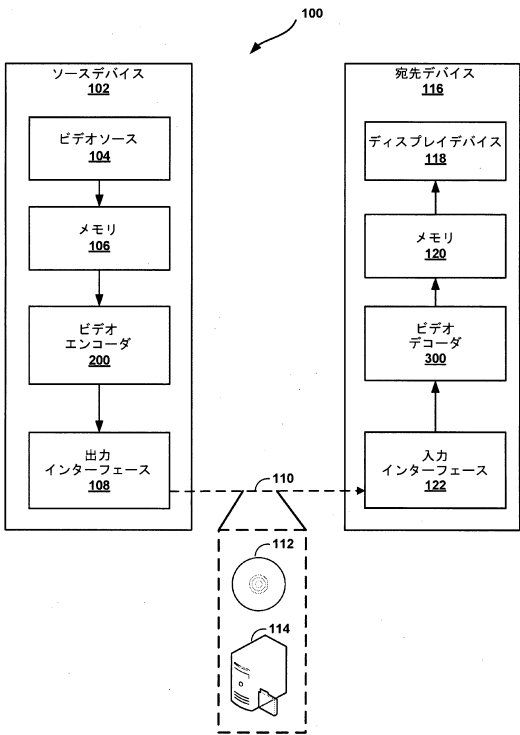 100
ソースデバイス
102
ビデオソース
104
メモリ
106
ビデオ
エンコーダ
200
出力
インターフェース
108
宛先デバイス
116
ディスプレイデバイス
118
メモリ
120
ビデオ
デコーダ
300
入力
インターフェース
122
110
112
114